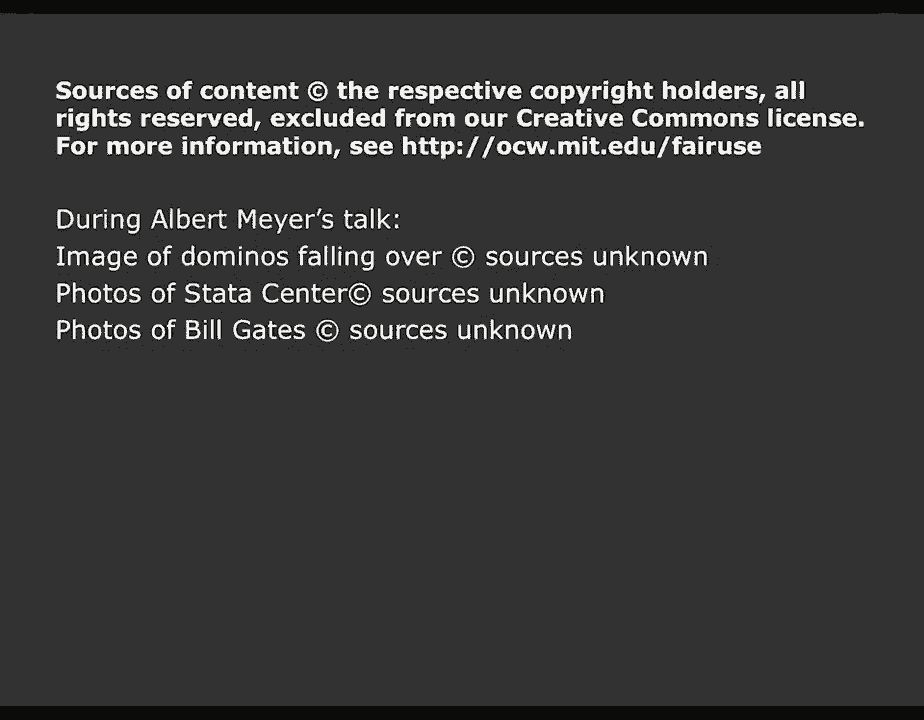 Sources of content © the respective copyright holders, all
rights reserved, excluded from our Creative Commons license.
For more information, see http://ocw.mit.edu/fairuse
During Albert Meyer’s talk:
Image of dominos falling over © sources unknown
Photos of Stata Center© sources unknown
Photos of Bill Gates © sources unknown